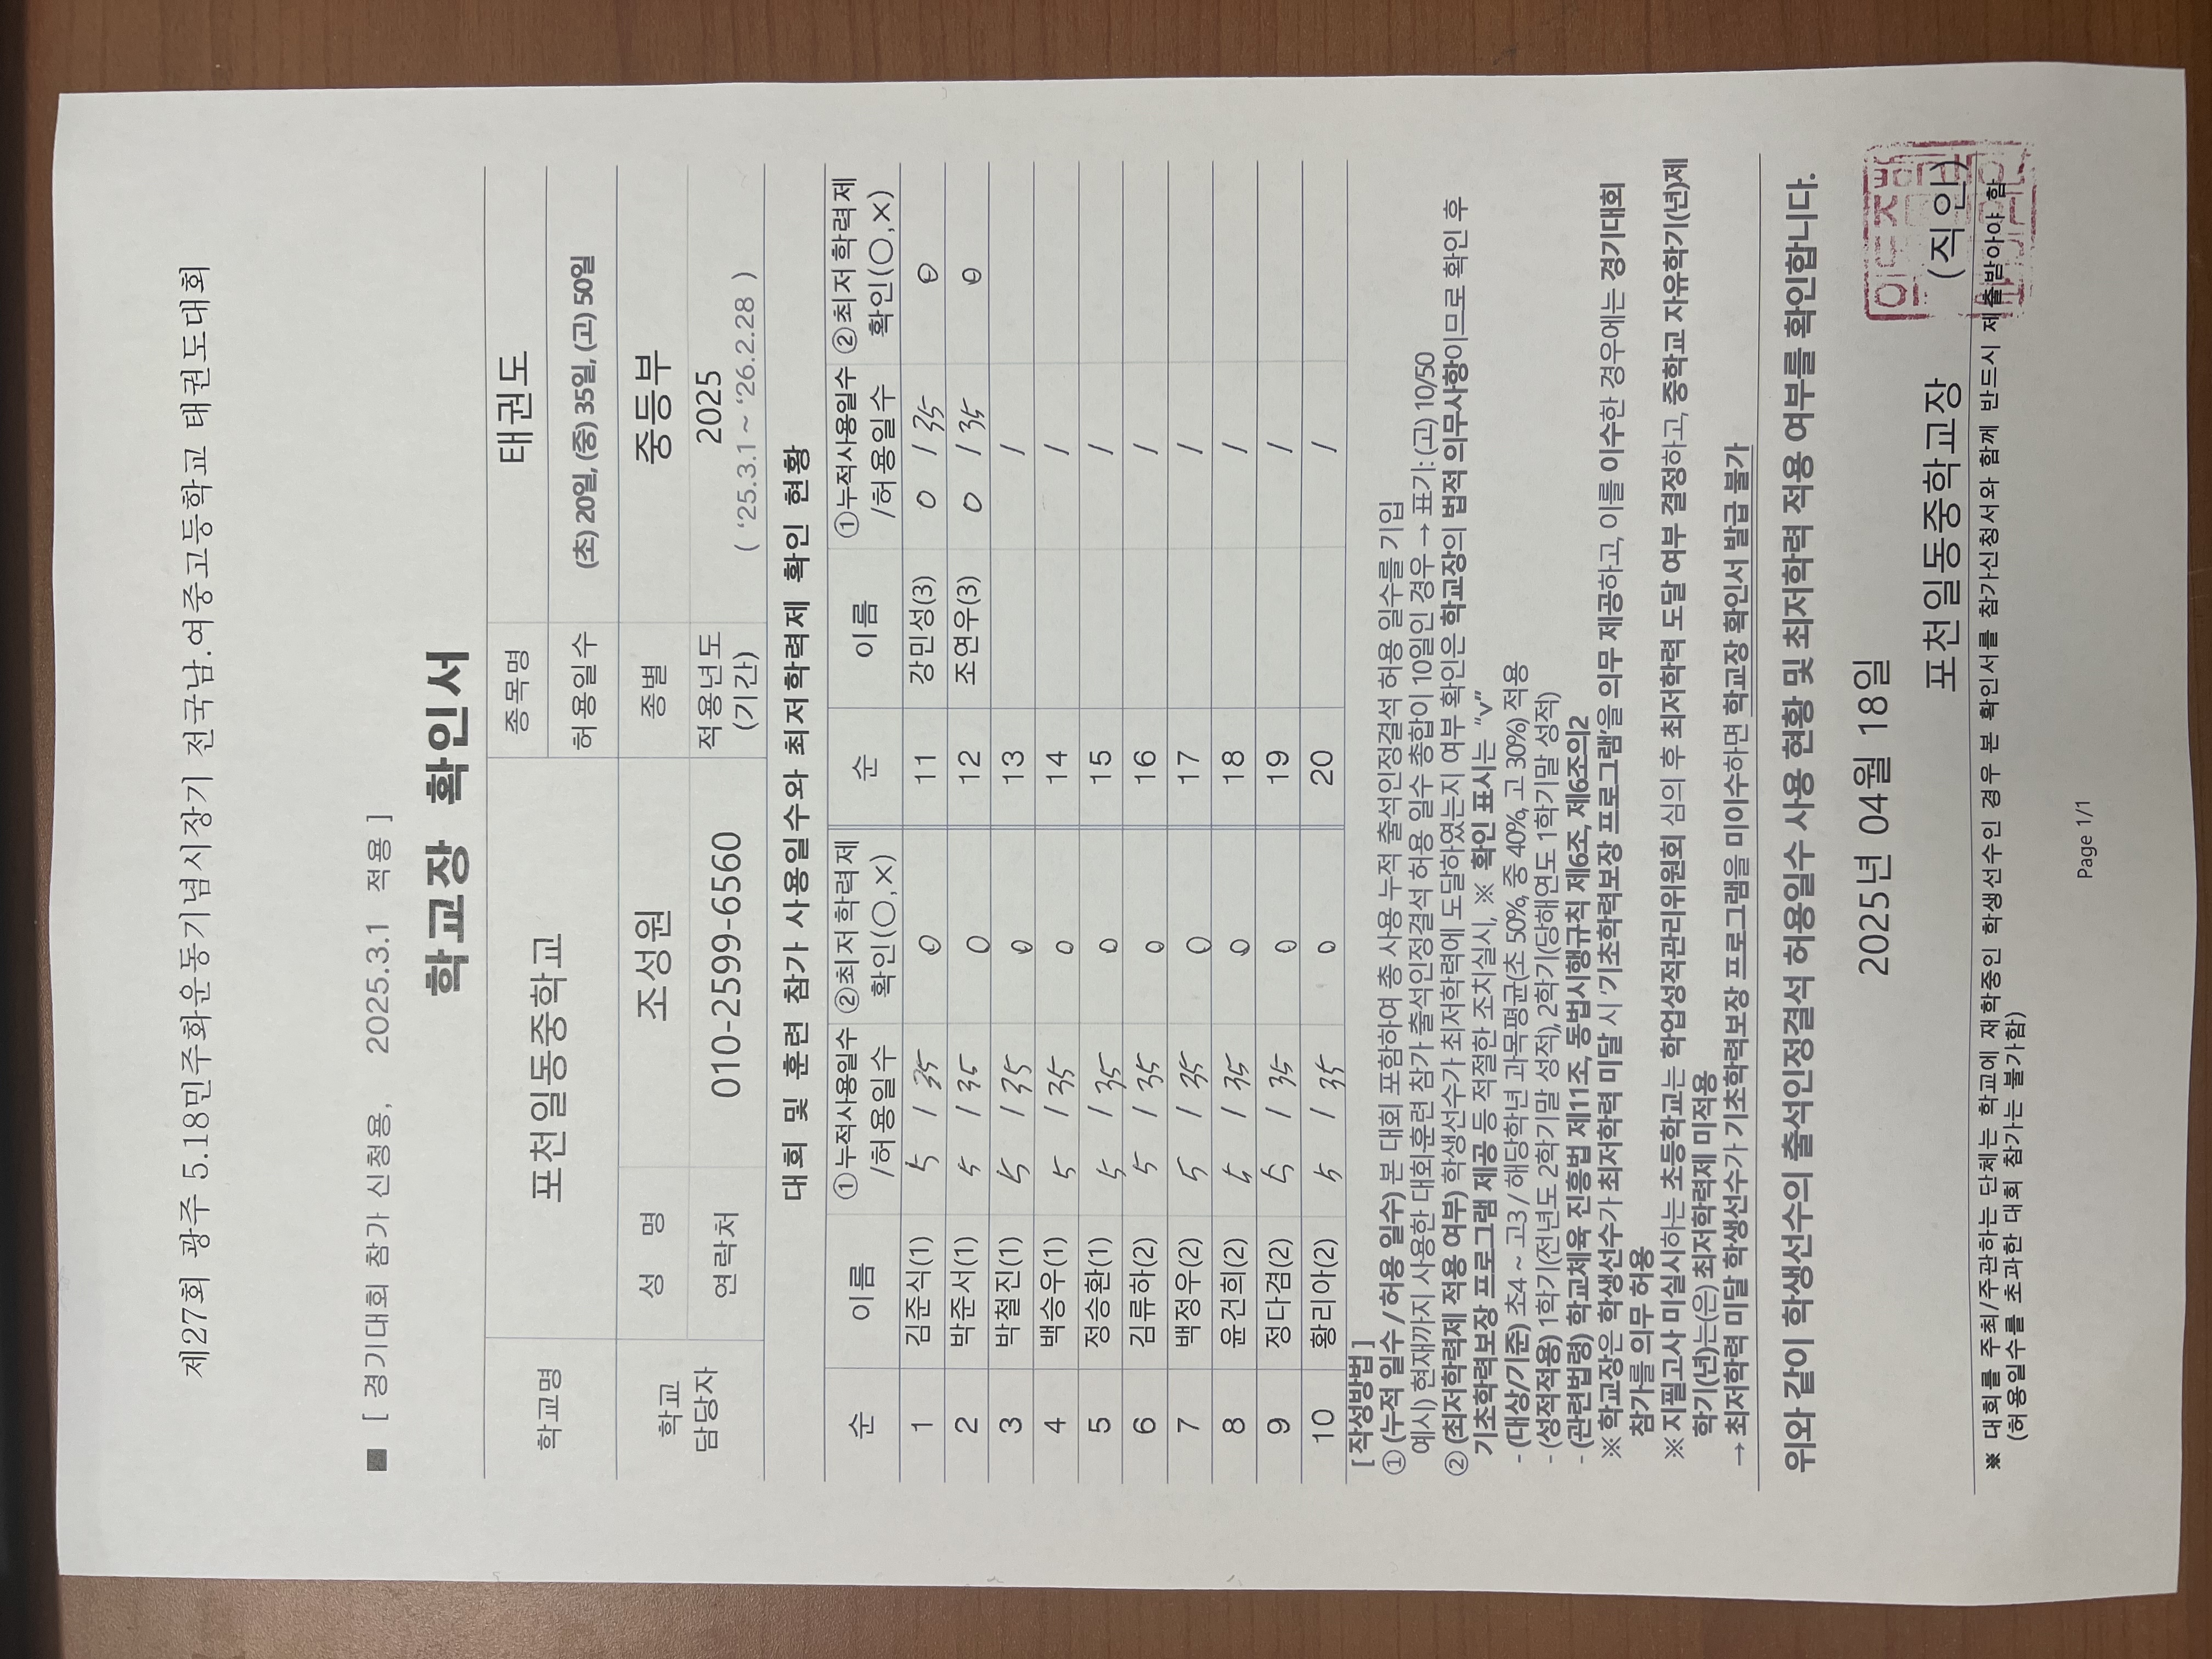 제27회 광주 5.18민주화운동기념시장기 전국남.여중고등학교 태권도대회
■ [ 경기대회 참가 신청용, 2025.3.1 적용 ]
학교장 확인서
학교명 포천일동중학교 종목명 태권도
허용일수 (초) 20일, (중) 35일, (고) 50일
학교 담당자 성 명 조성원 종별 중등부
연락처 010-2599-6560 적용년도 (기간) 2025 ( ‘25.3.1 ~ ‘26.2.28 )
대회 및 훈련 참가 사용일수와 최저학력제 확인 현황
순 이름 ①누적사용일수 /허용일수 ②최저학력제 확인(○,×) 순 이름 ①누적사용일수 /허용일수 ②최저학력제 확인(○,×)
1 김준식(1) 5 / 35 0 11 강민성(3) 0 / 35 0
2 박준서(1) 5 / 35 0 12 조연우(3) 0 / 35 0
3 박철진(1) 5 / 35 0 13 /
4 백승우(1) 5 / 35 0 14 /
5 정승환(1) 5 / 35 0 15 /
6 김류하(2) 5 / 35 0 16 /
7 백정우(2) 5 / 35 0 17 /
8 윤건희(2) 5 / 35 0 18 /
9 정다겸(2) 5 / 35 0 19 /
10 황리아(2) 5 / 35 0 20 /
[ 작성방법 ]
① (누적 일수 / 허용 일수) 본 대회 포함하여 총 사용 누적 출석인정결석 허용 일수를 기입
예시) 현재까지 사용한 대회훈련 참가 출석인정결석 허용 일수 총합이 10일인 경우 → 표기: (고) 10/50
② (최저학력제 적용 여부) 학생선수가 최저학력에 도달하였는지 여부 확인은 학교장의 법적 의무사항이므로 확인 후
기초학력보장 프로그램 제공 등 적절한 조치실시, ※ 확인 표시는 “v”
- (대상/기준) 초4 ~ 고3 / 해당학년 과목평균(초 50%, 중 40%, 고 30%) 적용
- (성적적용) 1학기(전년도 2학기말 성적), 2학기(당해연도 1학기말 성적)
- (관련법령) 학교체육 진흥법 제11조, 동법시행규칙 제6조, 제6조의2
※ 학교장은 학생선수가 최저학력 미달 시 ‘기초학력보장 프로그램’을 의무 제공하고, 이를 이수한 경우에는 경기대회
참가를 의무 허용
※ 지필고사 미실시하는 초등학교는 학업성적관리위원회 심의 후 최저학력 도달 여부 결정하고, 중학교 자유학기(년)제
학기(년)는(은) 최저학력제 미적용
→ 최저학력 미달 학생선수가 기초학력보장 프로그램을 미이수하면 학교장 확인서 발급 불가
위와 같이 학생선수의 출석인정결석 허용일수 사용 현황 및 최저학력 적용 여부를 확인합니다.
2025년 04월 18일
포천일동중학교장 (직인)
※ 대회를 주최/주관하는 단체는 학교에 재학중인 학생선수인 경우 본 확인서를 참가신청서와 함께 반드시 제출받아야 함
(허용일수를 초과한 대회 참가는 불가함)
Page 1/1